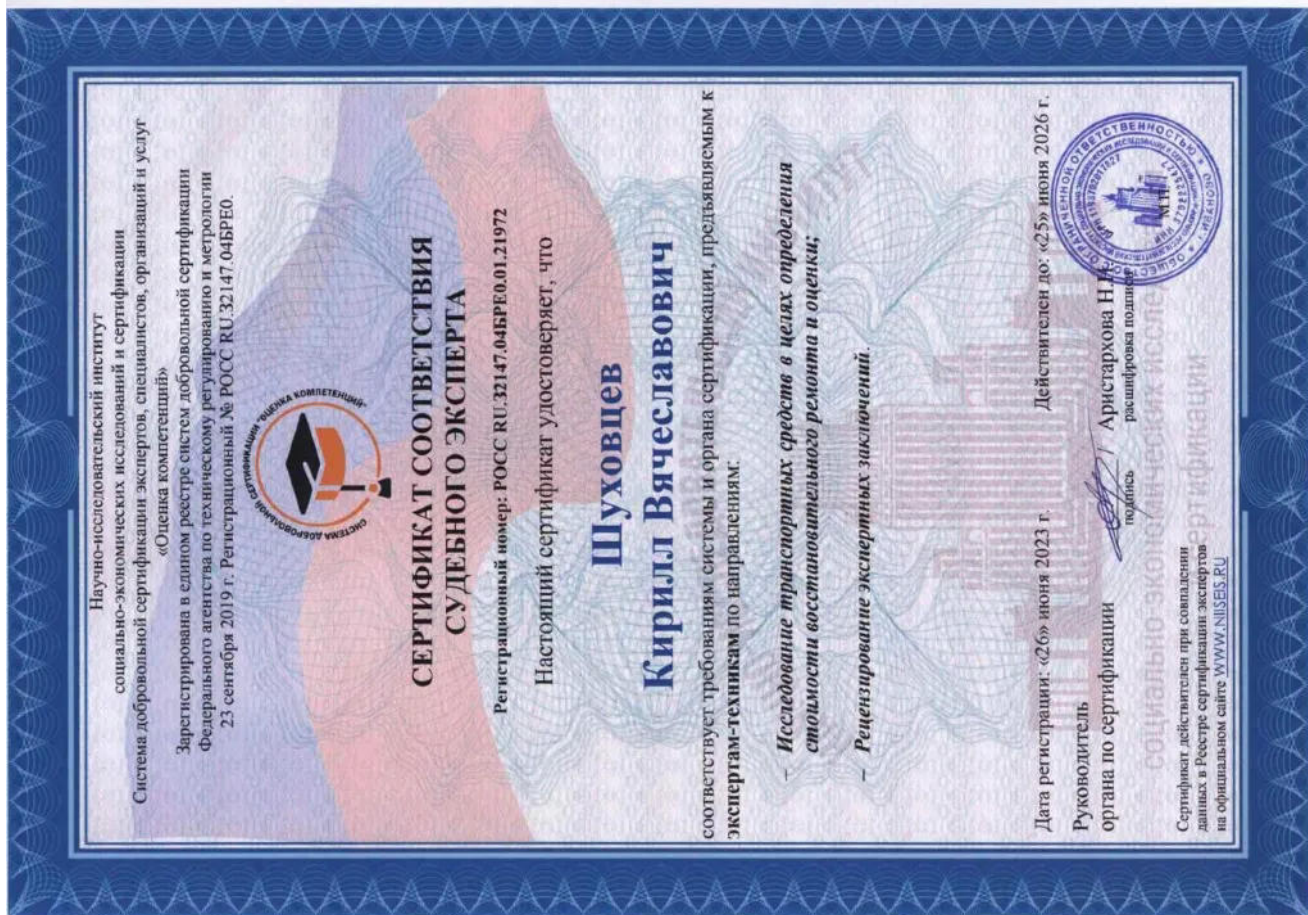 Научно-исследовательский институт
социально-экономических исследований и сертификации
Система добровольной сертификации экспертов, специалистов, организаций и услуг
«Оценка компетенций»
Зарегистрирована в едином реестре систем добровольной сертификации
Федерального агентства по техническому регулированию и метрологии
23 сентября 2019 г. Регистрационный № РОСС RU.32147.04БРЕ0.
СИСТЕМА ДОБРОВОЛЬНОЙ СЕРТИФИКАЦИИ "ОЦЕНКА КОМПЕТЕНЦИЙ"
СЕРТИФИКАТ СООТВЕТСТВИЯ
СУДЕБНОГО ЭКСПЕРТА
Регистрационный номер: РОСС RU.32147.04БРЕ0.01.21972
Настоящий сертификат удостоверяет, что
Шуховцев
Кирилл Вячеславович
соответствует требованиям системы и органа сертификации, предъявляемым к
экспертам-техникам по направлениям:
– Исследование транспортных средств в целях определения
стоимости восстановительного ремонта и оценки;
– Рецензирование экспертных заключений.
Дата регистрации: «26» июня 2023 г. Действителен до: «25» июня 2026 г.
Руководитель
органа по сертификации / Аристархова Н.И.
подпись расшифровка подписи
М.П.
Сертификат действителен при совпадении
данных в Реестре сертификации экспертов
на официальном сайте WWW.NIISEIS.RU